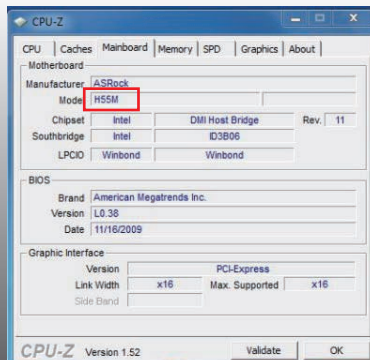 CPU-Z
CPU Caches Mainboard Memory SPD Graphics About
Motherboard
Manufacturer ASRock
Model H55M
Chipset Intel DMI Host Bridge Rev. 11
Southbridge Intel ID3B06
LPCIO Winbond Winbond
BIOS
Brand American Megatrends Inc.
Version L0.38
Date 11/16/2009
Graphic Interface
Version PCI-Express
Link Width x16 Max. Supported x16
Side Band
CPU-Z Version 1.52 Validate OK